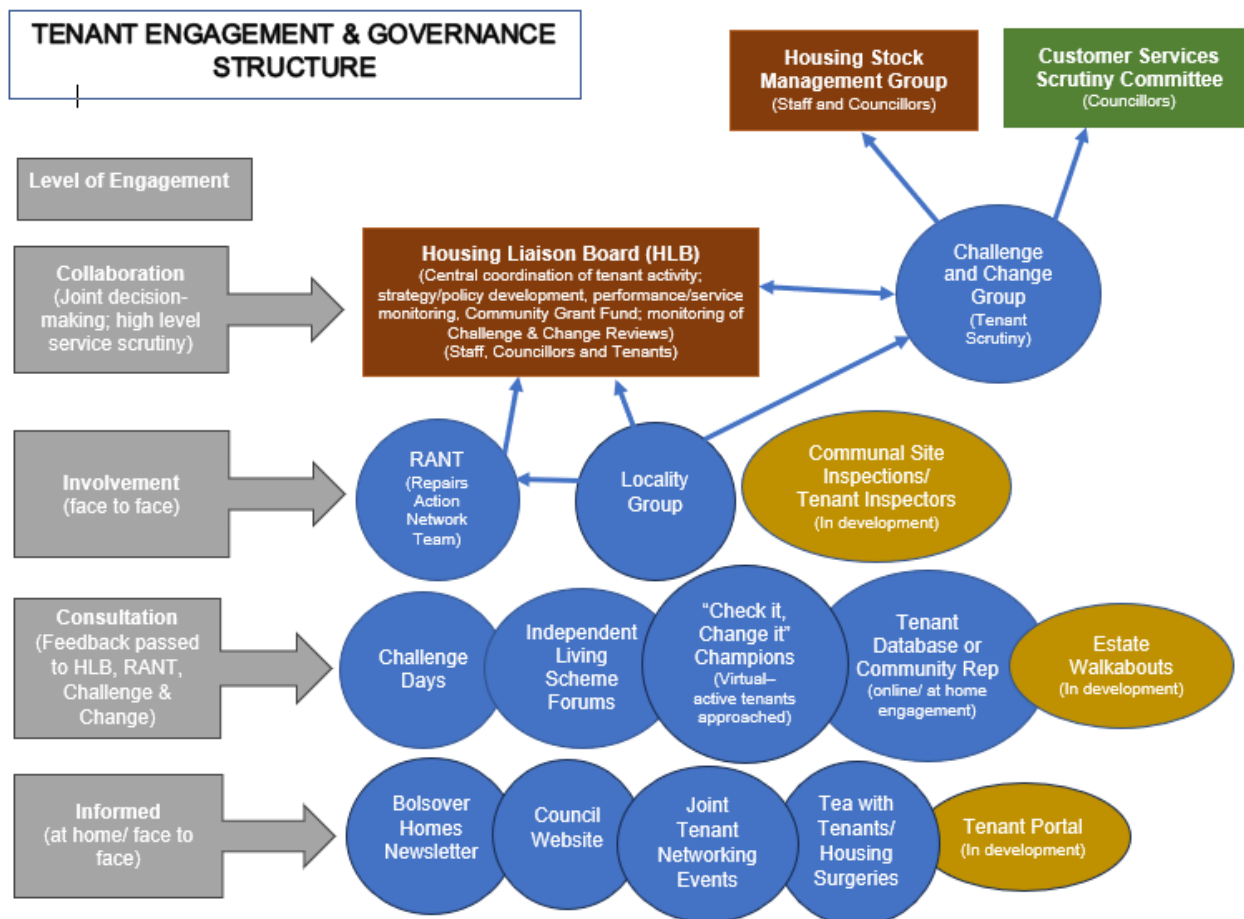 TENANT ENGAGEMENT & GOVERNANCE
STRUCTURE
Housing Stock
Management Group
(Staff and Councillors)
Customer Services
Scrutiny Committee
(Councillors)
Level of Engagement
Collaboration
(Joint decision-
making; high level
service scrutiny)
Housing Liaison Board (HLB)
(Central coordination of tenant activity;
strategy/policy development, performance/service
monitoring, Community Grant Fund; monitoring of
Challenge & Change Reviews)
(Staff, Councillors and Tenants)
Challenge
and Change
Group
(Tenant
Scrutiny)
Involvement
(face to face)
RANT
(Repairs
Action
Network
Team)
Locality
Group
Communal Site
Inspections/
Tenant Inspectors
(In development)
Consultation
(Feedback passed
to HLB, RANT,
Challenge &
Change)
Challenge
Days
Independent
Living
Scheme
Forums
“Check it,
Change it”
Champions
(Virtual–
active tenants
approached)
Tenant
Database or
Community Rep
(online/ at home
engagement)
Estate
Walkabouts
(In development)
Informed
(at home/ face to
face)
Bolsover
Homes
Newsletter
Council
Website
Joint
Tenant
Networking
Events
Tea with
Tenants/
Housing
Surgeries
Tenant Portal
(In development)